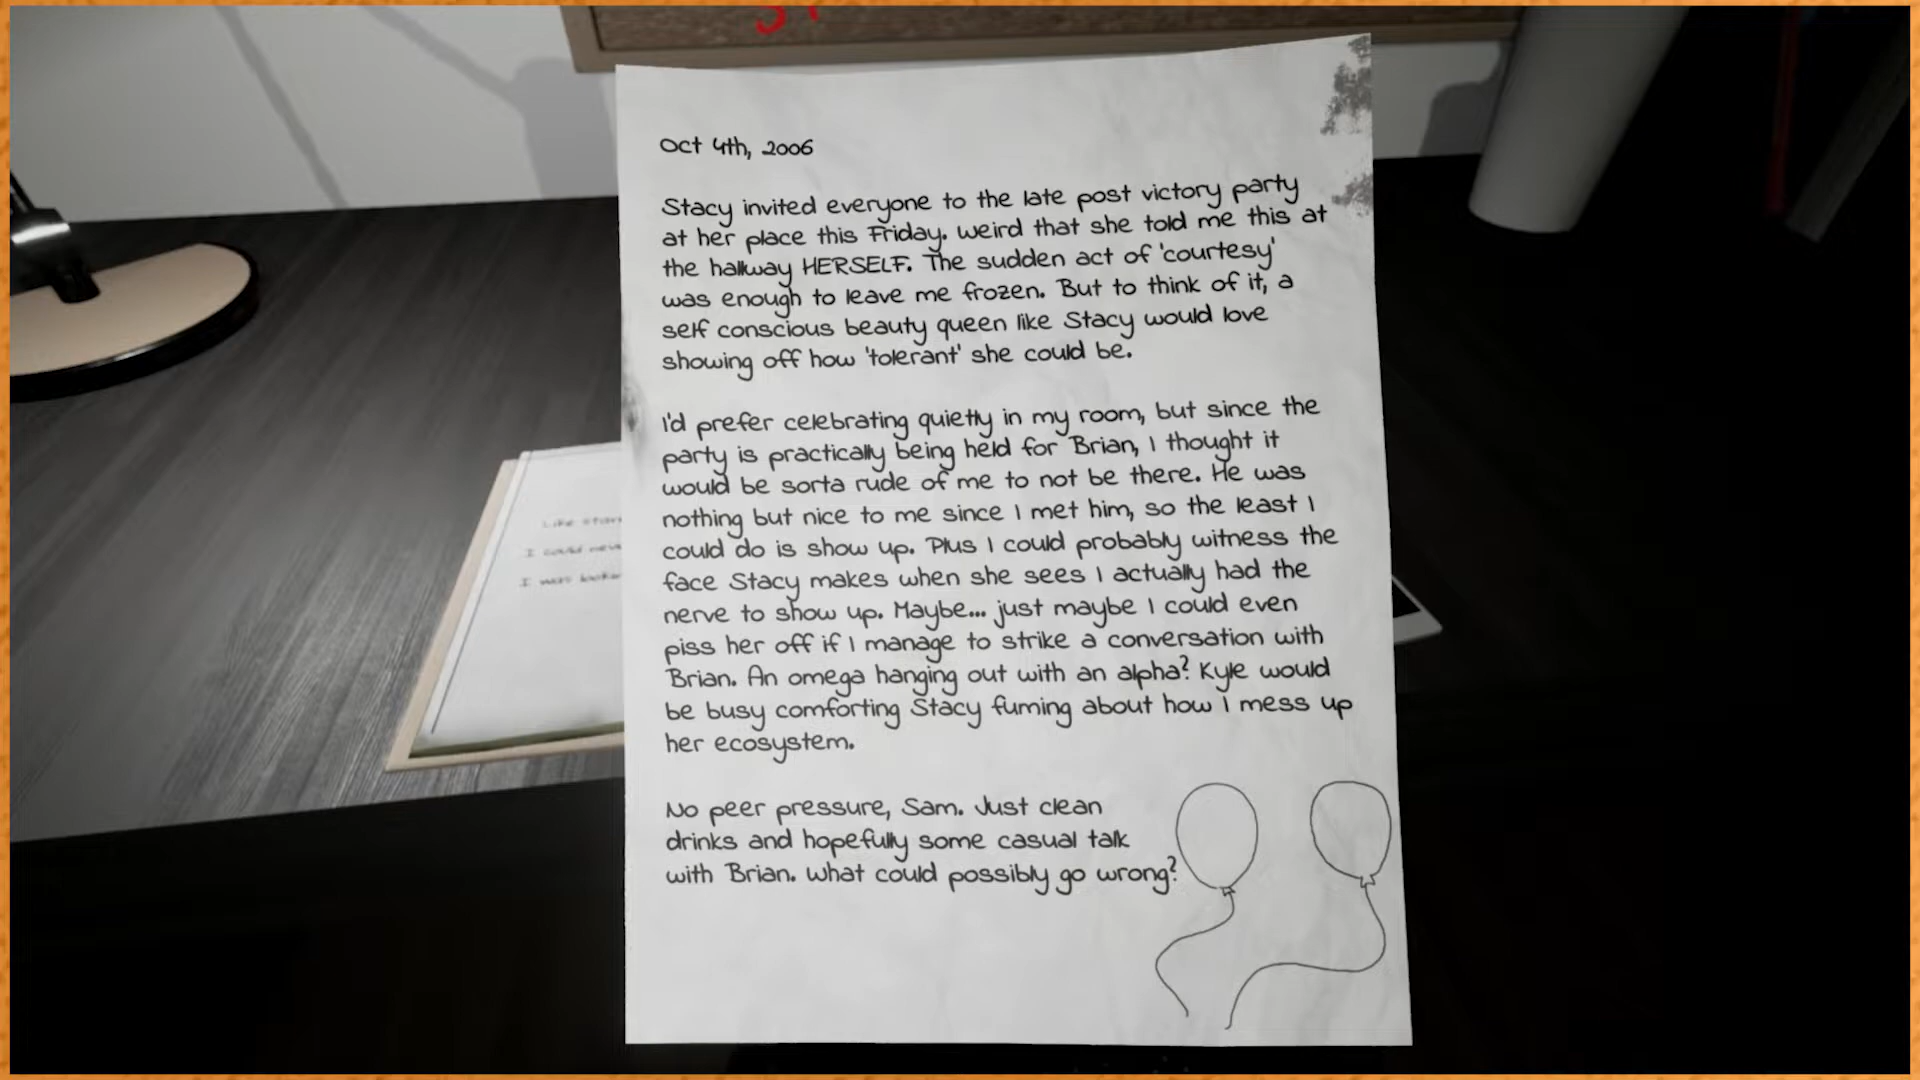 Oct 4th, 2006
Stacy invited everyone to the late post victory party
at her place this Friday. Weird that she told me this at
the hallway HERSELF. The sudden act of 'courtesy'
was enough to leave me frozen. But to think of it, a
self conscious beauty queen like Stacy would love
showing off how 'tolerant' she could be.
I'd prefer celebrating quietly in my room, but since the
party is practically being held for Brian, I thought it
would be sorta rude of me to not be there. He was
nothing but nice to me since I met him, so the least I
could do is show up. Plus I could probably witness the
face Stacy makes when she sees I actually had the
nerve to show up. Maybe... just maybe I could even
piss her off if I manage to strike a conversation with
Brian. An omega hanging out with an alpha? Kyle would
be busy comforting Stacy fuming about how I mess up
her ecosystem.
No peer pressure, Sam. Just clean
drinks and hopefully some casual talk
with Brian. What could possibly go wrong?
Like
I could
I was